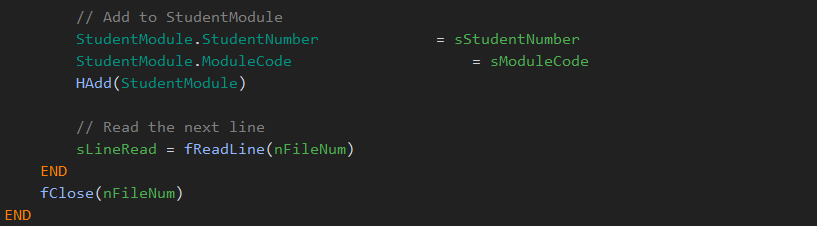 // Add to StudentModule
StudentModule.StudentNumber = sStudentNumber
StudentModule.ModuleCode = sModuleCode
HAdd(StudentModule)
// Read the next line
sLineRead = fReadLine(nFileNum)
END
fClose(nFileNum)
END